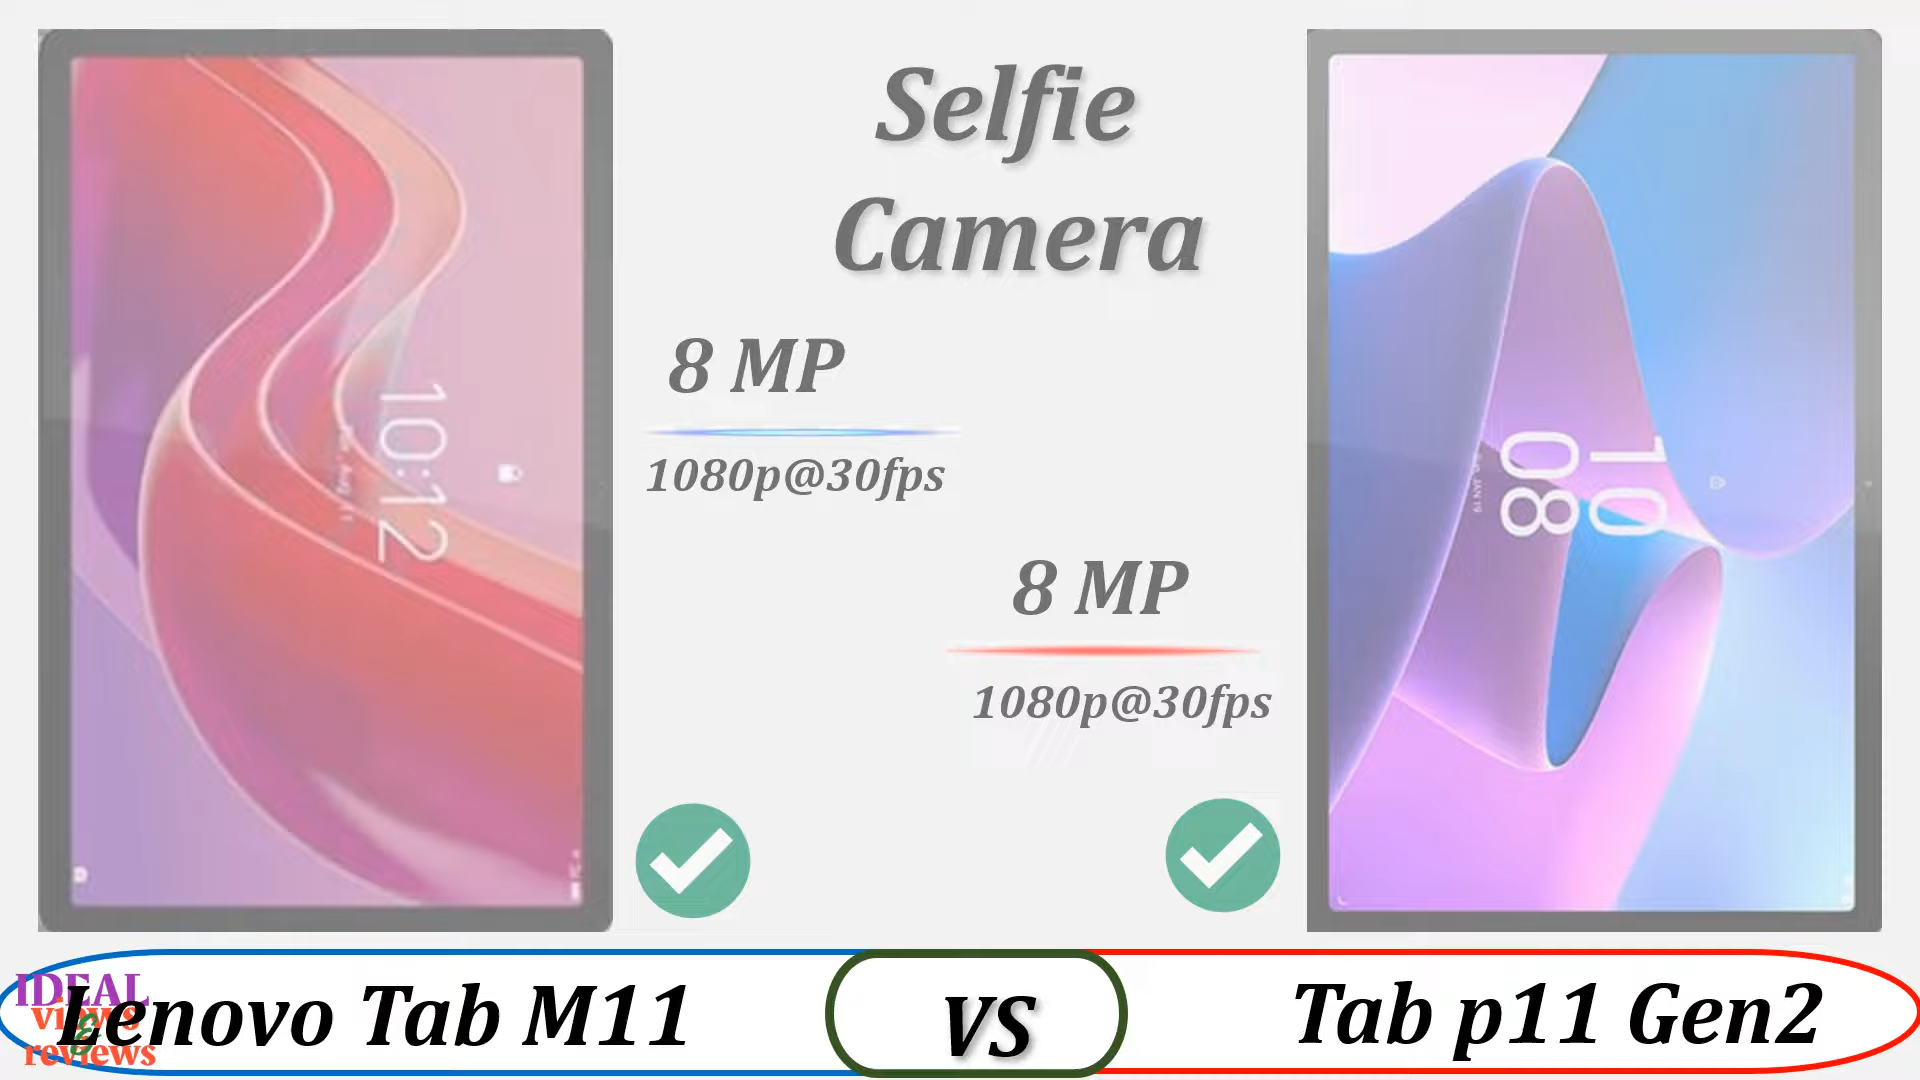 Selfie
Camera
8 MP
1080p@30fps
8 MP
1080p@30fps
10:12
10
08
Lenovo Tab M11
VS
Tab p11 Gen2
IDEAL
views
&
reviews